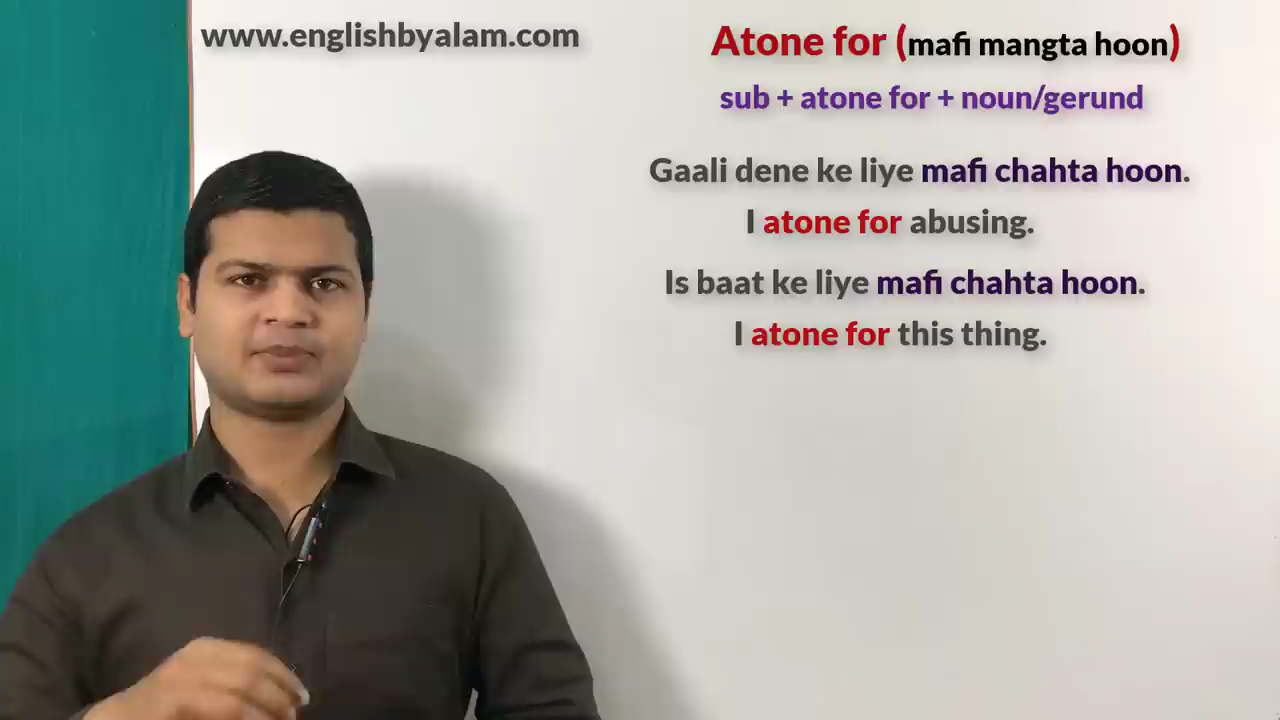 www.englishbyalam.com
Atone for (mafi mangta hoon)
sub + atone for + noun/gerund
Gaali dene ke liye mafi chahta hoon.
I atone for abusing.
Is baat ke liye mafi chahta hoon.
I atone for this thing.